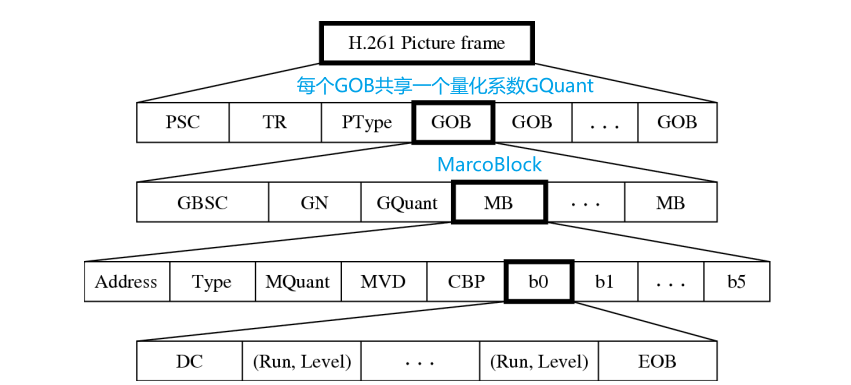 H.261 Picture frame
每个GOB共享一个量化系数GQuant
PSC TR PType GOB GOB . . . GOB
MarcoBlock
GBSC GN GQuant MB . . . MB
Address Type MQuant MVD CBP b0 b1 . . . b5
DC (Run, Level) . . . (Run, Level) EOB